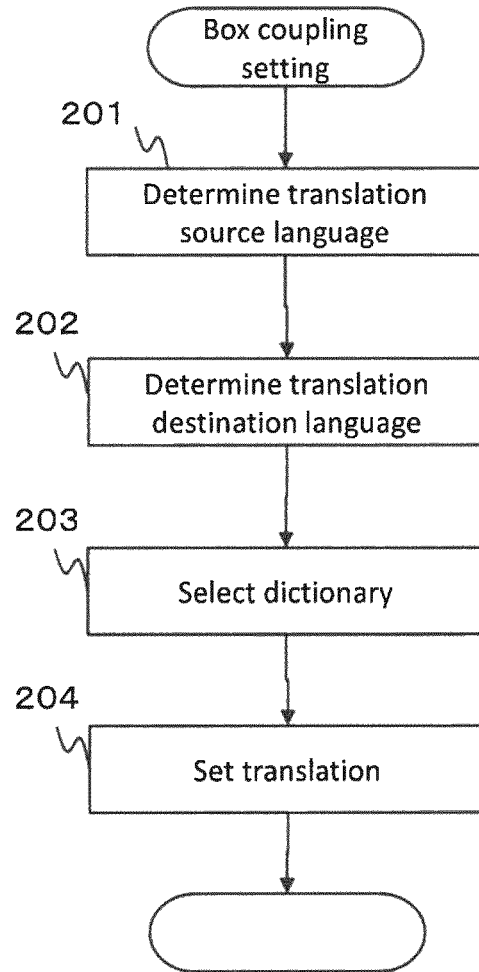 Box coupling
setting
201
Determine translation
source language
202
Determine translation
destination language
203
Select dictionary
204
Set translation